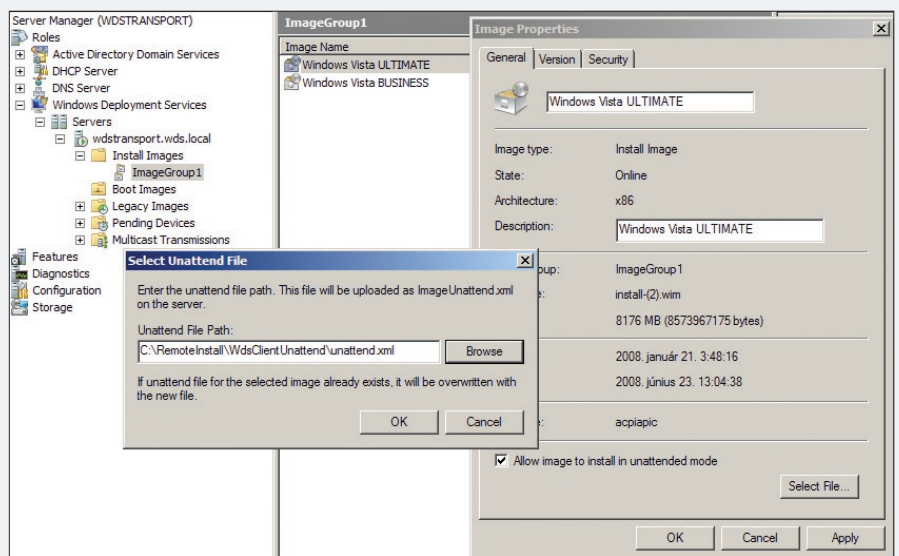 Server Manager (WDSTRANSPORT)
Roles
Active Directory Domain Services
DHCP Server
DNS Server
Windows Deployment Services
Servers
wdstransport.wds.local
Install Images
ImageGroup1
Boot Images
Legacy Images
Pending Devices
Multicast Transmissions
Features
Diagnostics
Configuration
Storage
ImageGroup1
Image Name
Windows Vista ULTIMATE
Windows Vista BUSINESS
Image Properties
General Version Security
Windows Vista ULTIMATE
Image type: Install Image
State: Online
Architecture: x86
Description: Windows Vista ULTIMATE
ImageGroup1
install-(2).wim
8176 MB (8573967175 bytes)
2008. január 21. 3:48:16
2008. június 23. 13:04:38
acpiapic
Allow image to install in unattended mode
Select File...
OK Cancel Apply
Select Unattend File
Enter the unattend file path. This file will be uploaded as ImageUnattend.xml
on the server.
Unattend File Path:
C:\RemoteInstall\WdsClientUnattend\unattend.xml Browse
If unattend file for the selected image already exists, it will be overwritten with
the new file.
OK Cancel